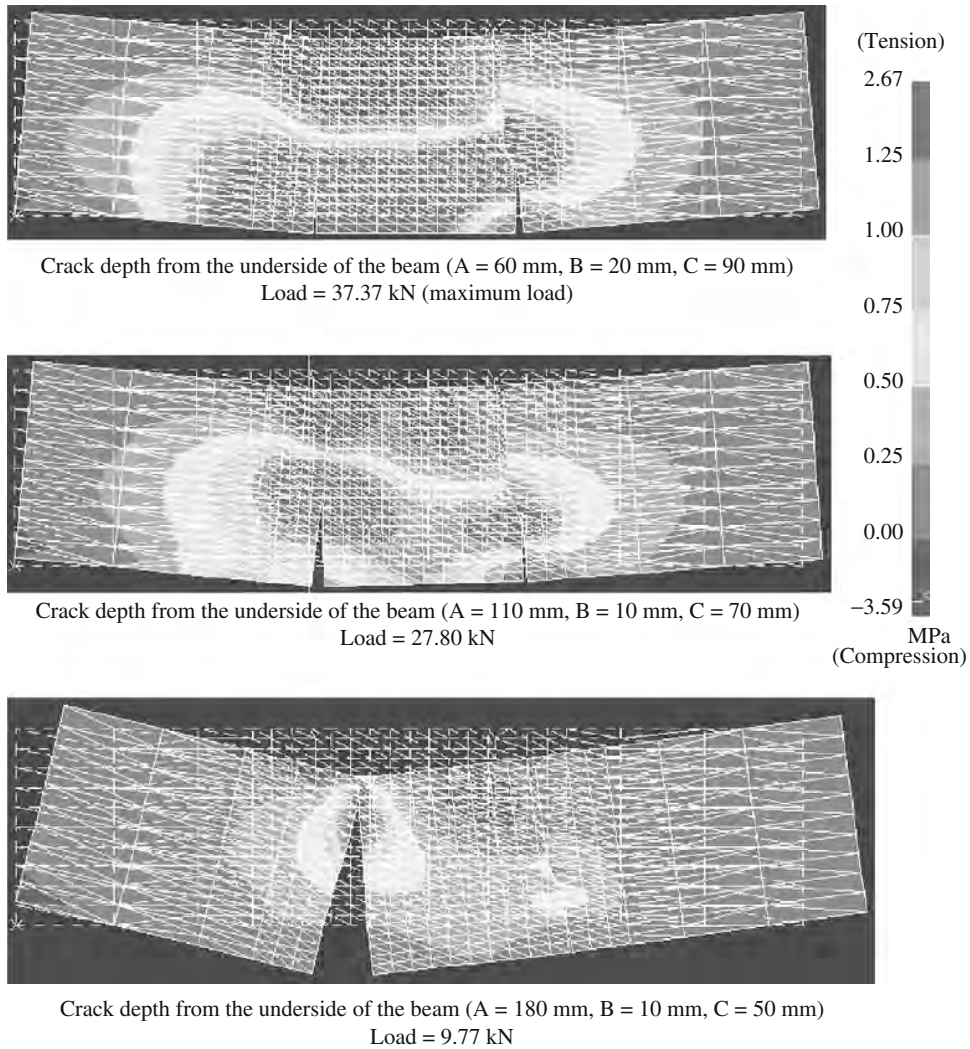 (Tension)
2.67
1.25
1.00
0.75
0.50
0.25
0.00
−3.59
MPa
(Compression)
Crack depth from the underside of the beam (A = 60 mm, B = 20 mm, C = 90 mm)
Load = 37.37 kN (maximum load)
Crack depth from the underside of the beam (A = 110 mm, B = 10 mm, C = 70 mm)
Load = 27.80 kN
Crack depth from the underside of the beam (A = 180 mm, B = 10 mm, C = 50 mm)
Load = 9.77 kN